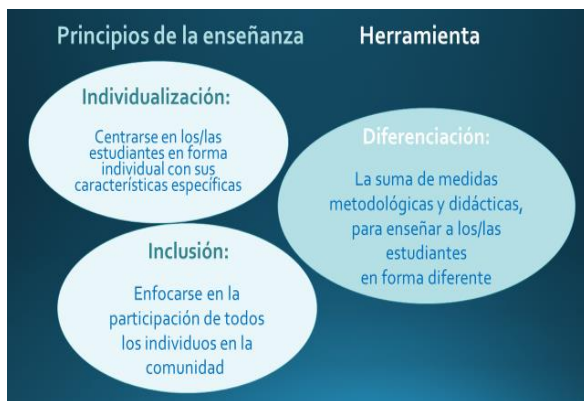 Principios de la enseñanza
Herramienta
Individualización:
Centrarse en los/las
estudiantes en forma
individual con sus
características específicas
Inclusión:
Enfocarse en la
participación de todos
los individuos en la
comunidad
Diferenciación:
La suma de medidas
metodológicas y didácticas,
para enseñar a los/las
estudiantes
en forma diferente